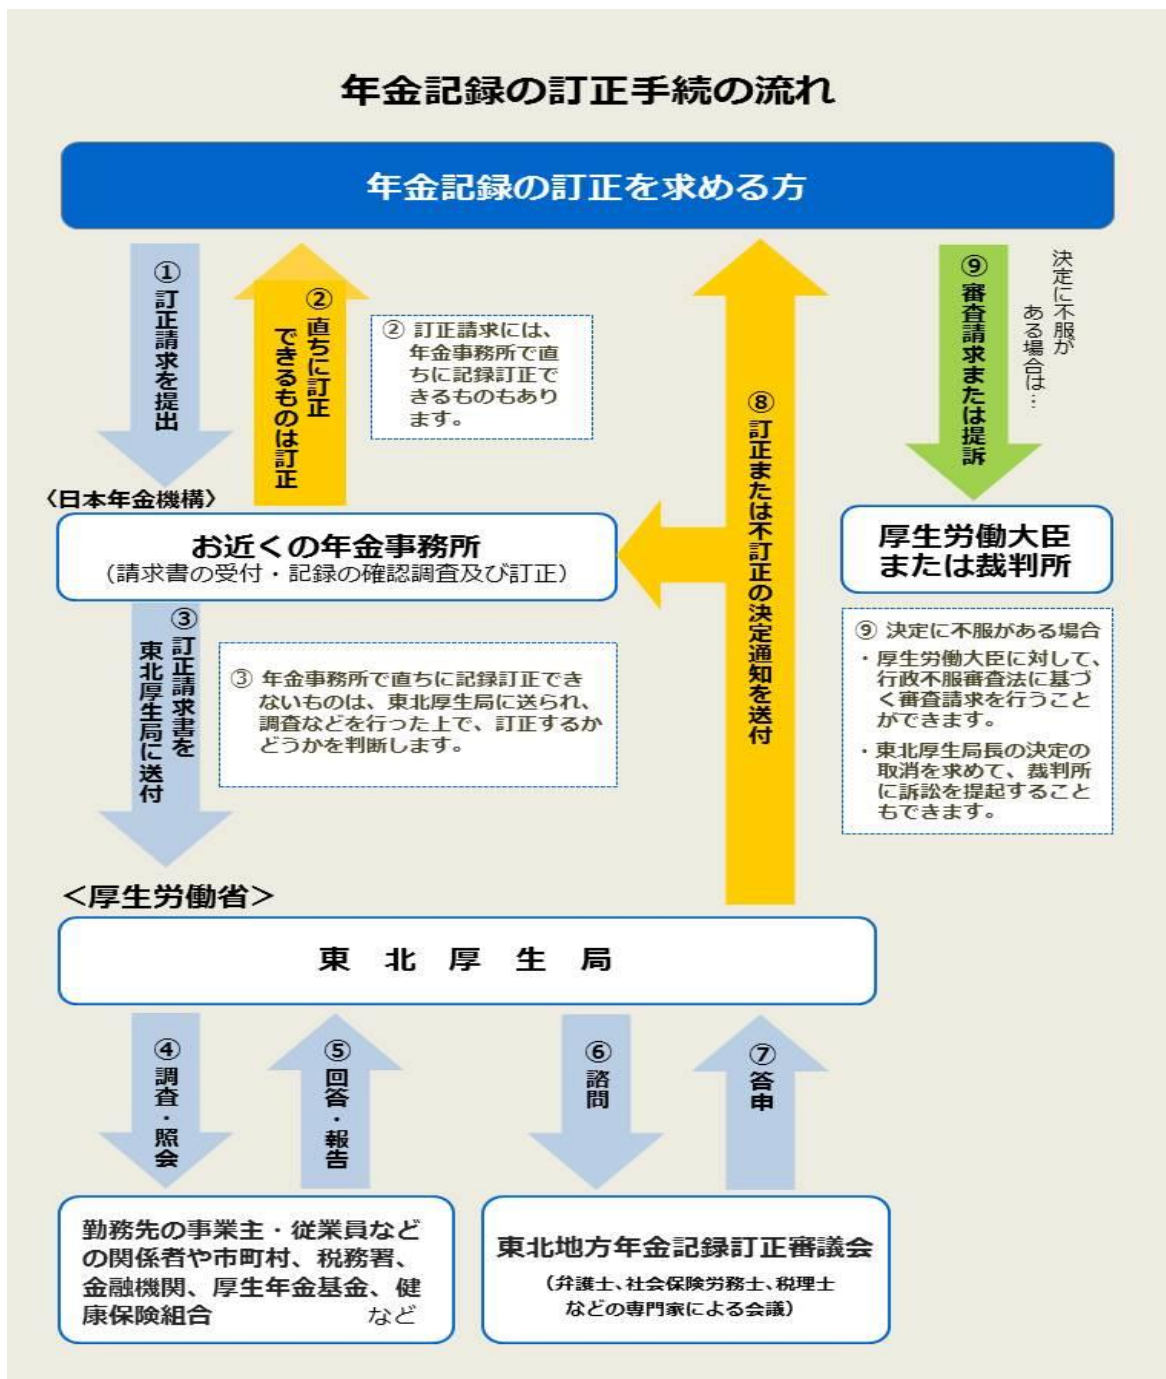 年金記録の訂正手続の流れ
年金記録の訂正を求める方
① 訂正請求を提出
② 直ちに訂正
できるものは訂正
② 訂正請求には、
年金事務所で直
ちに記録訂正で
きるものもあり
ます。
⑧ 訂正または不訂正の決定通知を送付
⑨ 審査請求または提訴
決定に不服が
ある場合は…
〈日本年金機構〉
お近くの年金事務所
(請求書の受付・記録の確認調査及び訂正)
厚生労働大臣
または裁判所
③ 訂正請求書を
東北厚生局に送付
③ 年金事務所で直ちに記録訂正でき
ないものは、東北厚生局に送られ、
調査などを行った上で、訂正するか
どうかを判断します。
⑨ 決定に不服がある場合
・厚生労働大臣に対して、
行政不服審査法に基づ
く審査請求を行うこと
ができます。
・東北厚生局長の決定の
取消を求めて、裁判所
に訴訟を提起すること
もできます。
＜厚生労働省＞
東 北 厚 生 局
④ 調査・照会
⑤ 回答・報告
⑥ 諮問
⑦ 答申
勤務先の事業主・従業員など
の関係者や市町村、税務署、
金融機関、厚生年金基金、健
康保険組合 など
東北地方年金記録訂正審議会
(弁護士、社会保険労務士、税理士
などの専門家による会議)